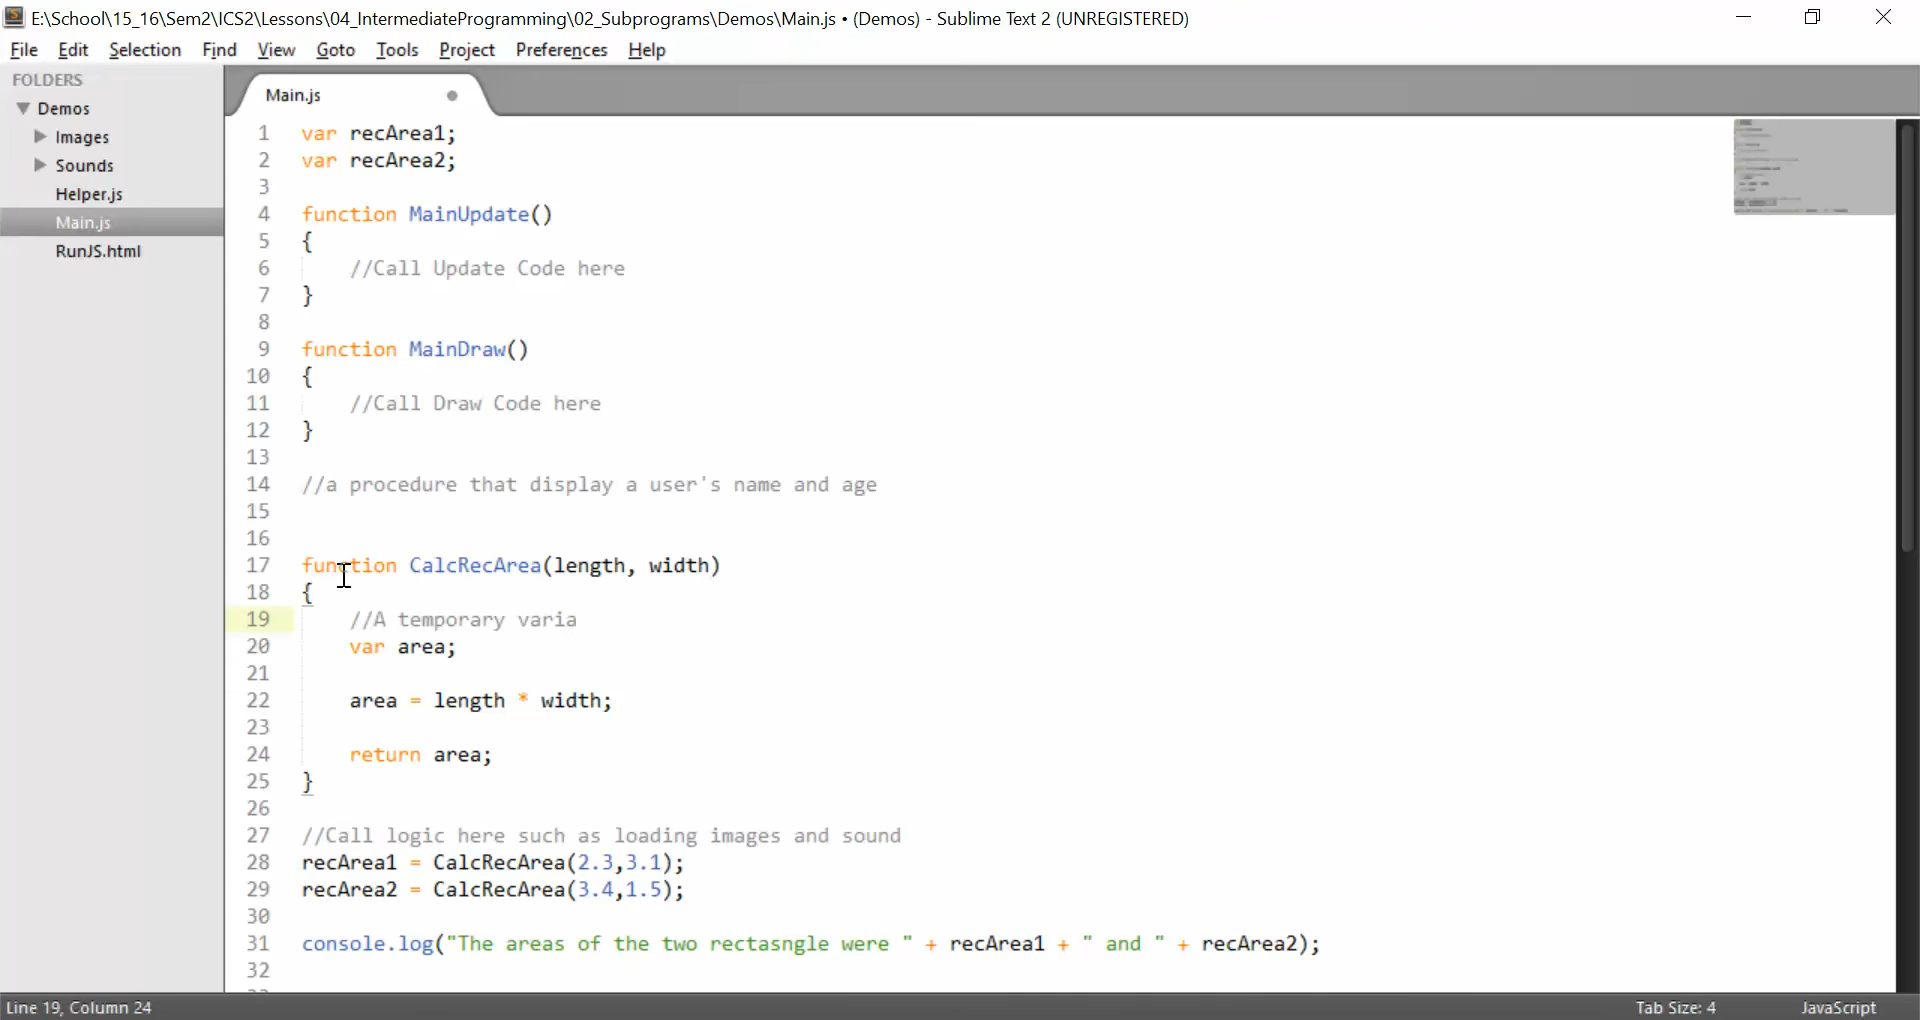 E:\School\15_16\Sem2\ICS2\Lessons\04_IntermediateProgramming\02_Subprograms\Demos\Main.js • (Demos) - Sublime Text 2 (UNREGISTERED)
File Edit Selection Find View Goto Tools Project Preferences Help
FOLDERS
Demos
Images
Sounds
Helper.js
Main.js
RunJS.html
Main.js
1 var recArea1;
2 var recArea2;
3
4 function MainUpdate()
5 {
6 //Call Update Code here
7 }
8
9 function MainDraw()
10 {
11 //Call Draw Code here
12 }
13
14 //a procedure that display a user's name and age
15
16
17 function CalcRecArea(length, width)
18 {
19 //A temporary varia
20 var area;
21
22 area = length * width;
23
24 return area;
25 }
26
27 //Call logic here such as loading images and sound
28 recArea1 = CalcRecArea(2.3,3.1);
29 recArea2 = CalcRecArea(3.4,1.5);
30
31 console.log("The areas of the two rectasngle were " + recArea1 + " and " + recArea2);
32
Line 19, Column 24 Tab Size: 4 JavaScript